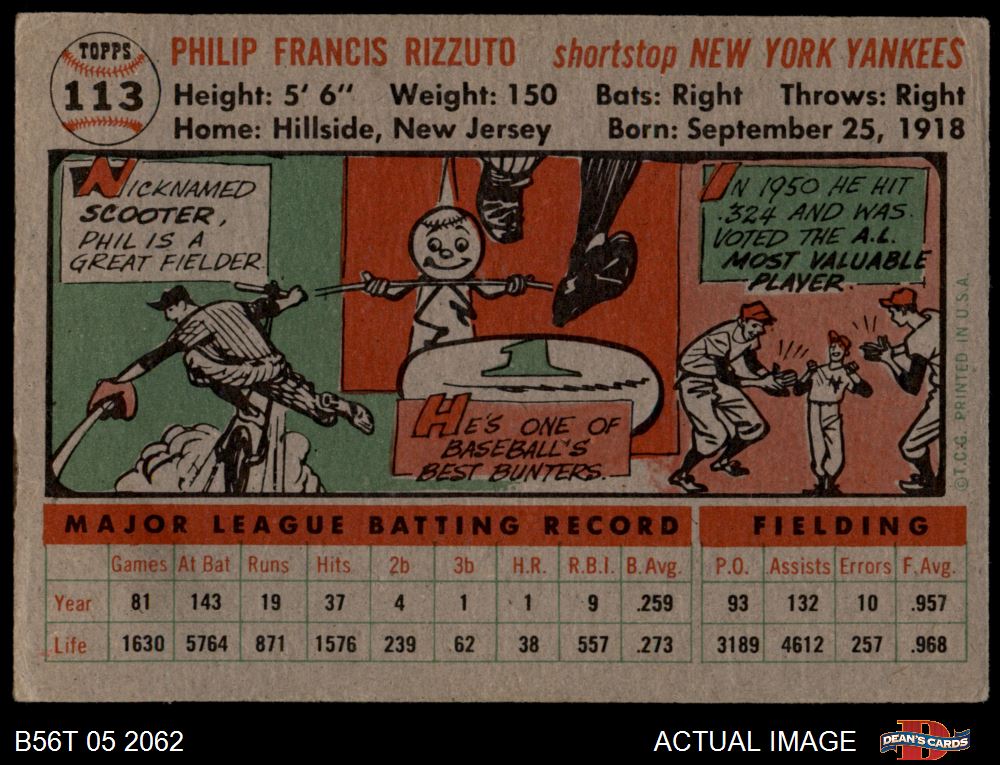 TOPPS
113
PHILIP FRANCIS RIZZUTO shortstop NEW YORK YANKEES
Height: 5' 6" Weight: 150 Bats: Right Throws: Right
Home: Hillside, New Jersey Born: September 25, 1918
NICKNAMED
SCOOTER,
PHIL IS A
GREAT FIELDER
1
HE'S ONE OF
BASEBALL'S
BEST BUNTERS.
IN 1950 HE HIT
.324 AND WAS
VOTED THE A.L.
MOST VALUABLE
PLAYER.
NY
© T.C.G. PRINTED IN U.S.A.
MAJOR LEAGUE BATTING RECORD FIELDING
Games At Bat Runs Hits 2b 3b H.R. R.B.I. B. Avg. P.O. Assists Errors F. Avg.
Year 81 143 19 37 4 1 1 9 .259 93 132 10 .957
Life 1630 5764 871 1576 239 62 38 557 .273 3189 4612 257 .968
B56T 05 2062 ACTUAL IMAGE D DEAN'S CARDS